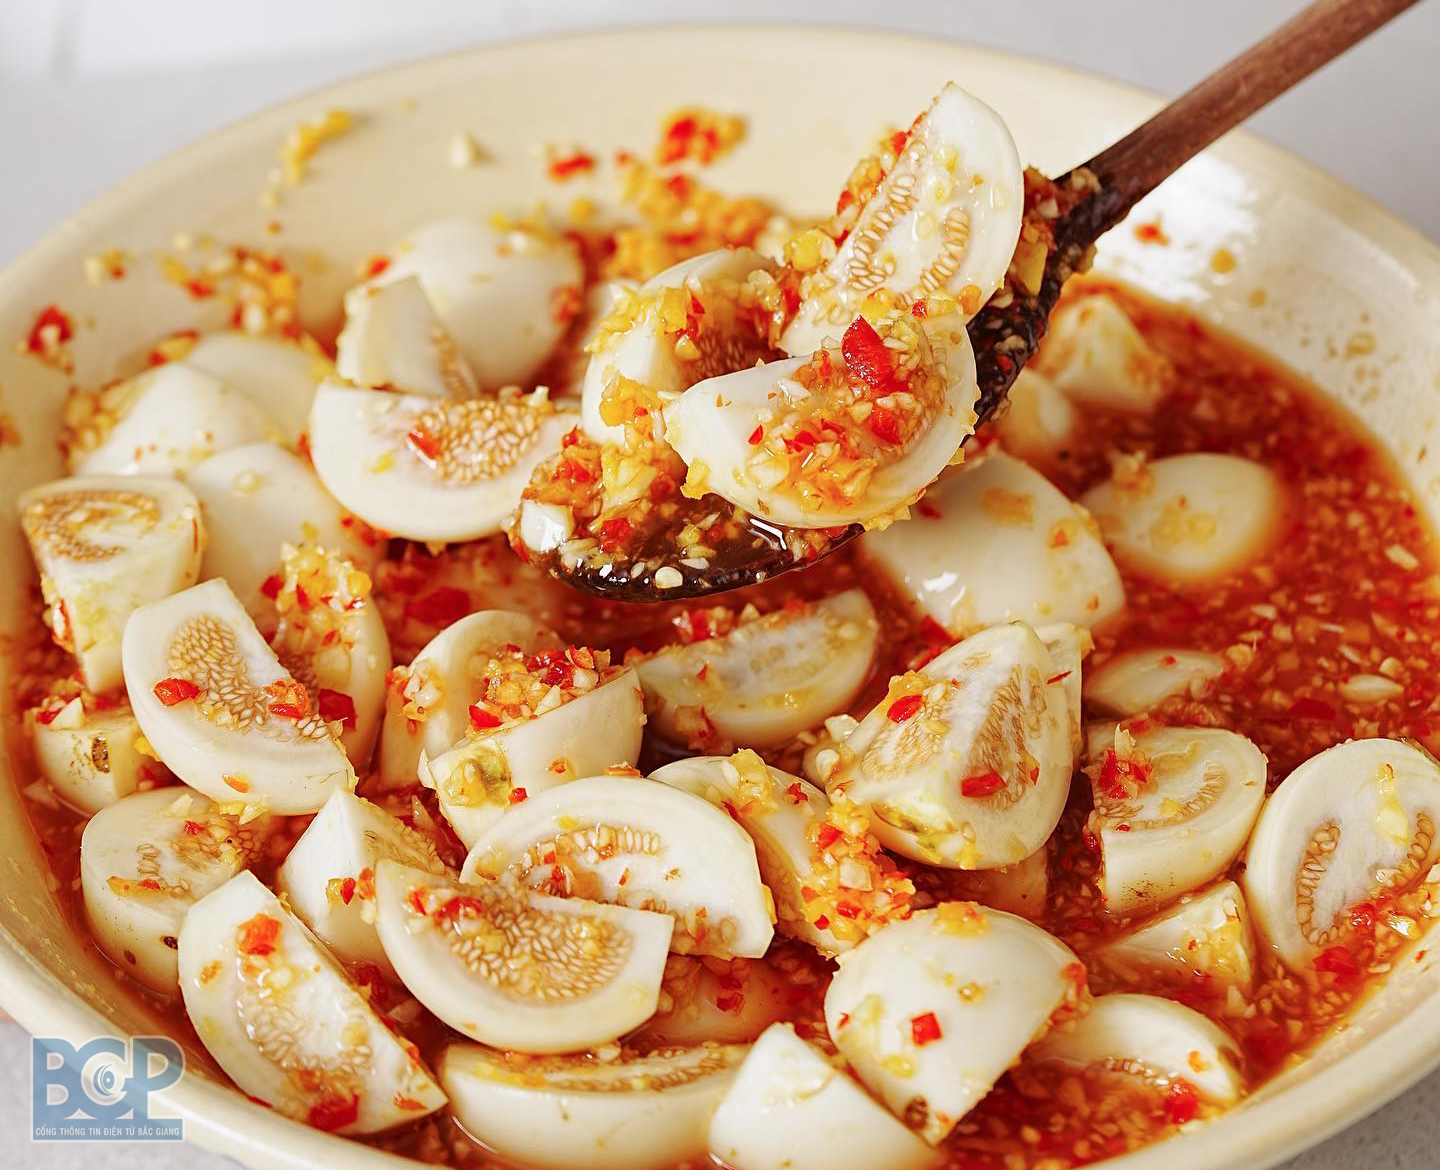 BGP
CỔNG THÔNG TIN ĐIỆN TỬ BẮC GIANG